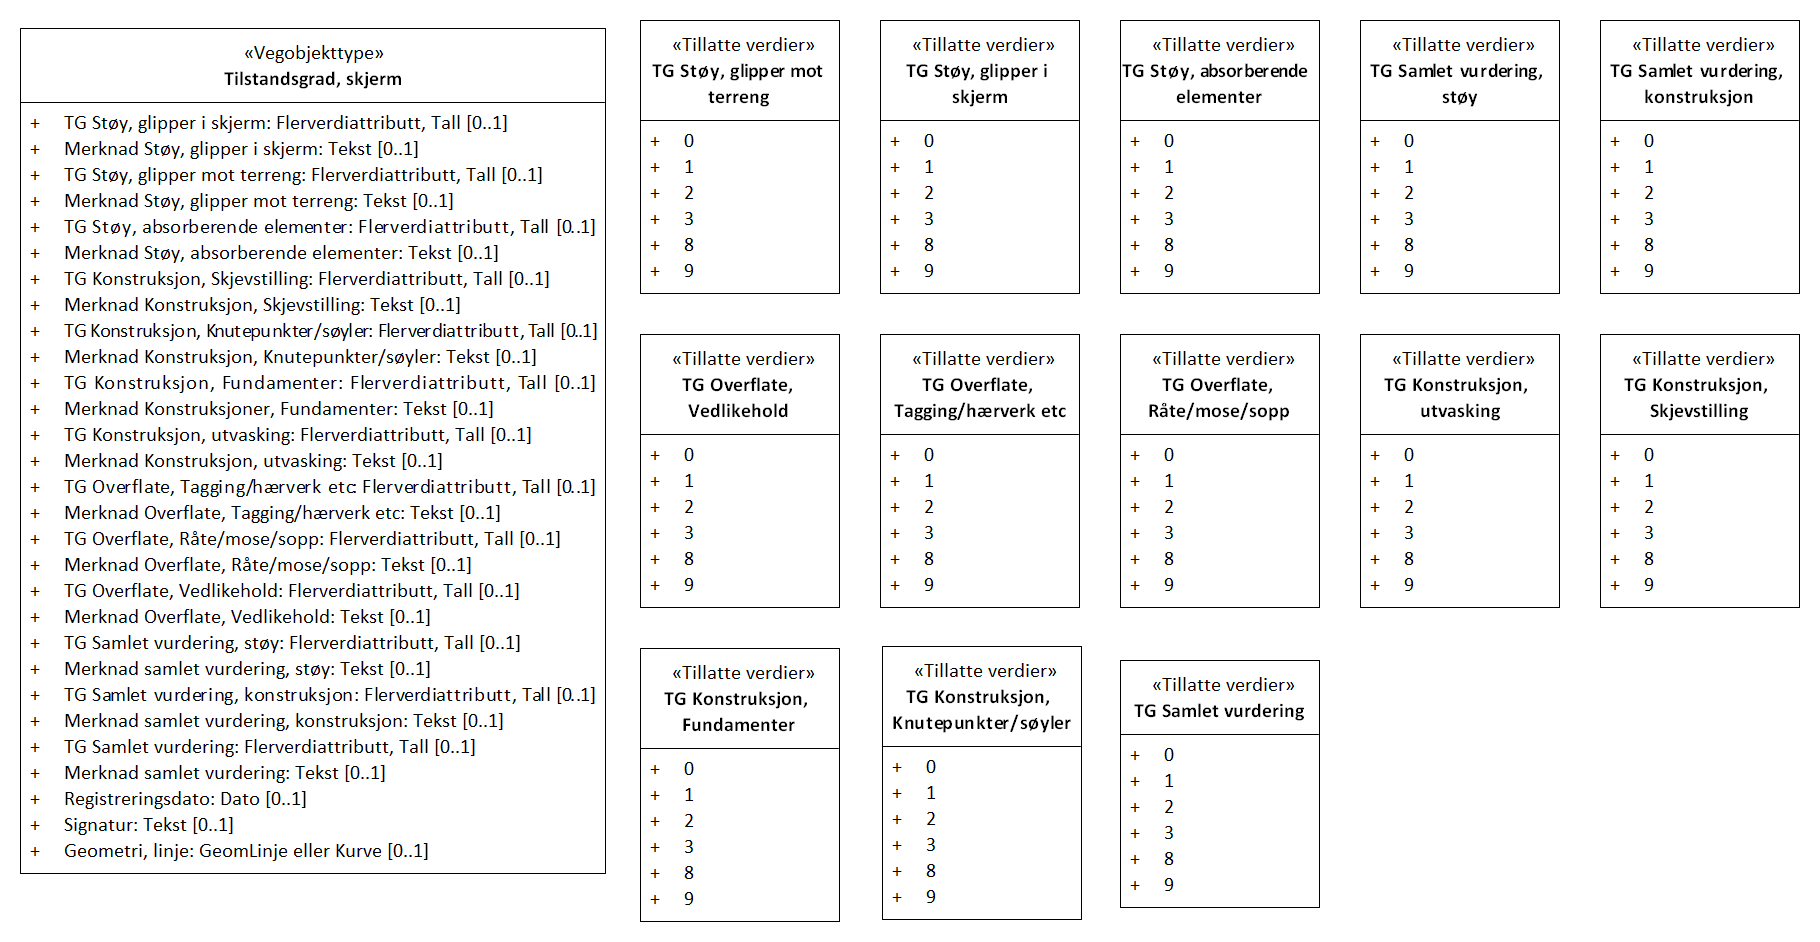 «Vegobjekttype»
Tilstandsgrad, skjerm
+ TG Støy, glipper i skjerm: Flerverdiattributt, Tall [0..1]
+ Merknad Støy, glipper i skjerm: Tekst [0..1]
+ TG Støy, glipper mot terreng: Flerverdiattributt, Tall [0..1]
+ Merknad Støy, glipper mot terreng: Tekst [0..1]
+ TG Støy, absorberende elementer: Flerverdiattributt, Tall [0..1]
+ Merknad Støy, absorberende elementer: Tekst [0..1]
+ TG Konstruksjon, Skjevstilling: Flerverdiattributt, Tall [0..1]
+ Merknad Konstruksjon, Skjevstilling: Tekst [0..1]
+ TG Konstruksjon, Knutepunkter/søyler: Flerverdiattributt, Tall [0..1]
+ Merknad Konstruksjon, Knutepunkter/søyler: Tekst [0..1]
+ TG Konstruksjon, Fundamenter: Flerverdiattributt, Tall [0..1]
+ Merknad Konstruksjoner, Fundamenter: Tekst [0..1]
+ TG Konstruksjon, utvasking: Flerverdiattributt, Tall [0..1]
+ Merknad Konstruksjon, utvasking: Tekst [0..1]
+ TG Overflate, Tagging/hærverk etc: Flerverdiattributt, Tall [0..1]
+ Merknad Overflate, Tagging/hærverk etc: Tekst [0..1]
+ TG Overflate, Råte/mose/sopp: Flerverdiattributt, Tall [0..1]
+ Merknad Overflate, Råte/mose/sopp: Tekst [0..1]
+ TG Overflate, Vedlikehold: Flerverdiattributt, Tall [0..1]
+ Merknad Overflate, Vedlikehold: Tekst [0..1]
+ TG Samlet vurdering, støy: Flerverdiattributt, Tall [0..1]
+ Merknad samlet vurdering, støy: Tekst [0..1]
+ TG Samlet vurdering, konstruksjon: Flerverdiattributt, Tall [0..1]
+ Merknad samlet vurdering, konstruksjon: Tekst [0..1]
+ TG Samlet vurdering: Flerverdiattributt, Tall [0..1]
+ Merknad samlet vurdering: Tekst [0..1]
+ Registreringsdato: Dato [0..1]
+ Signatur: Tekst [0..1]
+ Geometri, linje: GeomLinje eller Kurve [0..1]
«Tillatte verdier»
TG Støy, glipper mot
terreng
+ 0
+ 1
+ 2
+ 3
+ 8
+ 9
«Tillatte verdier»
TG Støy, glipper i
skjerm
+ 0
+ 1
+ 2
+ 3
+ 8
+ 9
«Tillatte verdier»
TG Støy, absorberende
elementer
+ 0
+ 1
+ 2
+ 3
+ 8
+ 9
«Tillatte verdier»
TG Samlet vurdering,
støy
+ 0
+ 1
+ 2
+ 3
+ 8
+ 9
«Tillatte verdier»
TG Samlet vurdering,
konstruksjon
+ 0
+ 1
+ 2
+ 3
+ 8
+ 9
«Tillatte verdier»
TG Overflate,
Vedlikehold
+ 0
+ 1
+ 2
+ 3
+ 8
+ 9
«Tillatte verdier»
TG Overflate,
Tagging/hærverk etc
+ 0
+ 1
+ 2
+ 3
+ 8
+ 9
«Tillatte verdier»
TG Overflate,
Råte/mose/sopp
+ 0
+ 1
+ 2
+ 3
+ 8
+ 9
«Tillatte verdier»
TG Konstruksjon,
utvasking
+ 0
+ 1
+ 2
+ 3
+ 8
+ 9
«Tillatte verdier»
TG Konstruksjon,
Skjevstilling
+ 0
+ 1
+ 2
+ 3
+ 8
+ 9
«Tillatte verdier»
TG Konstruksjon,
Fundamenter
+ 0
+ 1
+ 2
+ 3
+ 8
+ 9
«Tillatte verdier»
TG Konstruksjon,
Knutepunkter/søyler
+ 0
+ 1
+ 2
+ 3
+ 8
+ 9
«Tillatte verdier»
TG Samlet vurdering
+ 0
+ 1
+ 2
+ 3
+ 8
+ 9